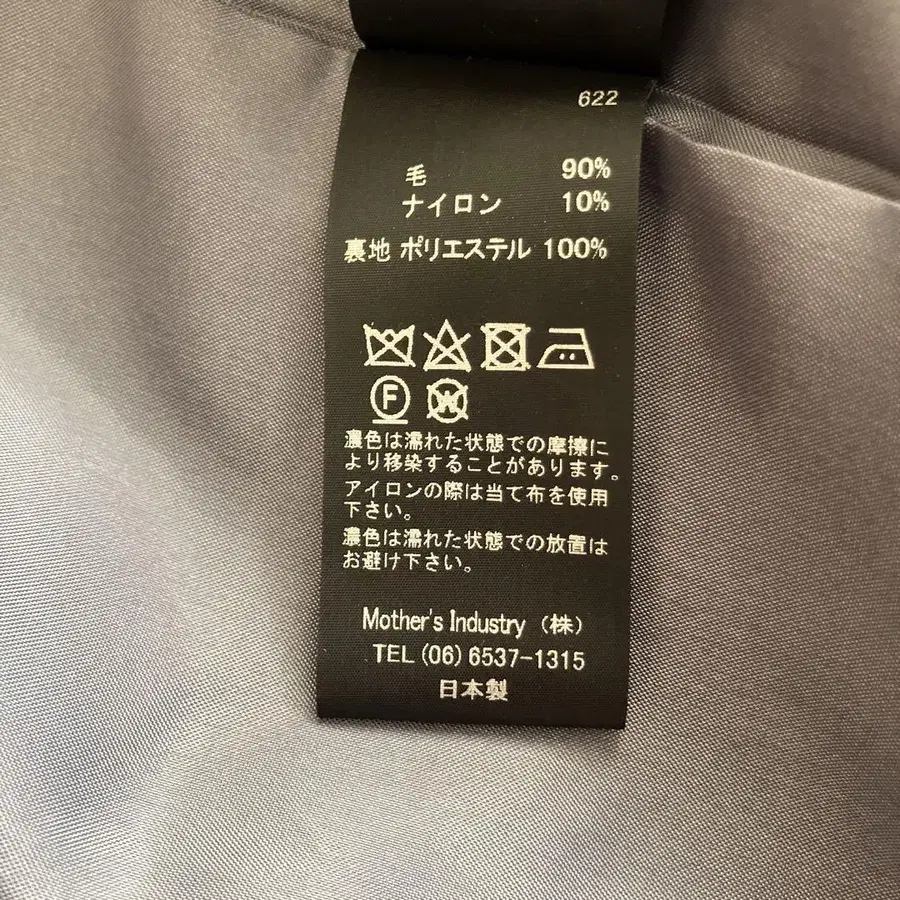 622
毛 90%
ナイロン 10%
裏地 ポリエステル 100%
F W
濃色は濡れた状態での摩擦に
より移染することがあります。
アイロンの際は当て布を使用
下さい。
濃色は濡れた状態での放置は
お避け下さい。
Mother's Industry (株)
TEL (06) 6537-1315
日本製